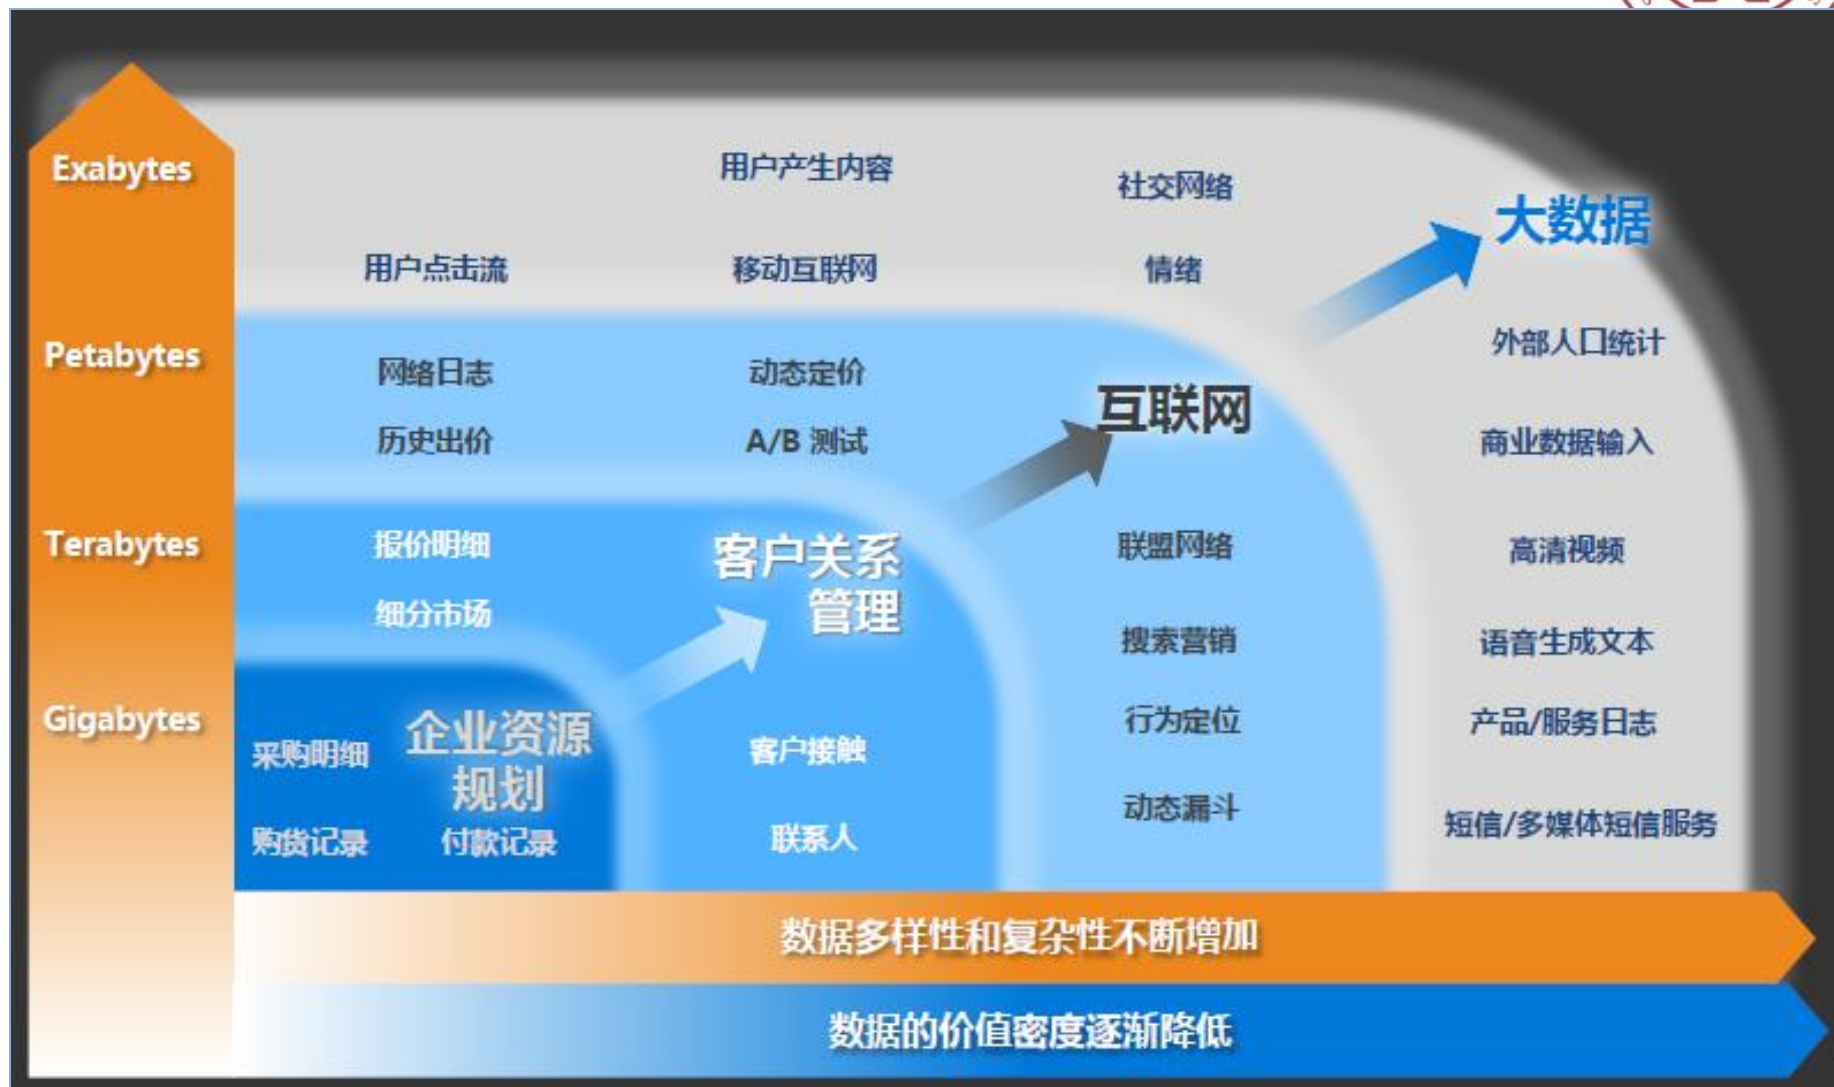 Exabytes
用户产生内容
社交网络
大数据
用户点击流
移动互联网
情绪
外部人口统计
Petabytes
网络日志
动态定价
互联网
历史出价
A/B 测试
商业数据输入
Terabytes
报价明细
客户关系
管理
联盟网络
高清视频
细分市场
搜索营销
语音生成文本
Gigabytes
采购明细
企业资源
规划
客户接触
行为定位
产品/服务日志
购货记录
付款记录
联系人
动态漏斗
短信/多媒体短信服务
数据多样性和复杂性不断增加
数据的价值密度逐渐降低